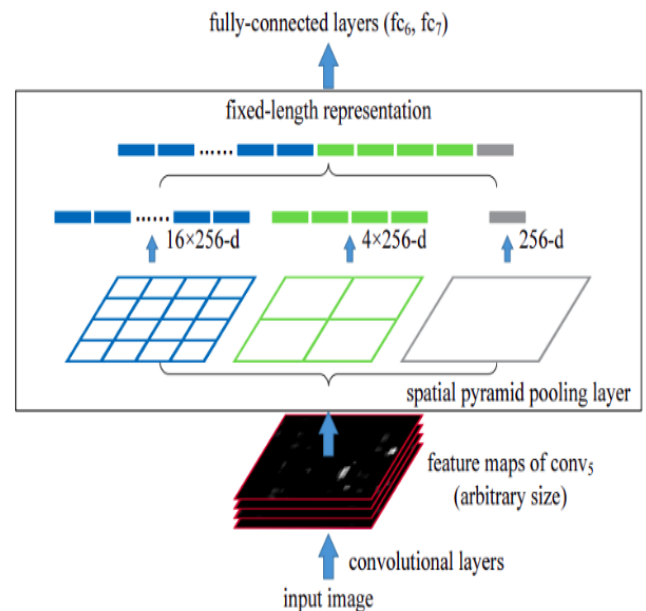 fully-connected layers (fc₆, fc₇)
fixed-length representation
......
......
16×256-d
4×256-d
256-d
spatial pyramid pooling layer
feature maps of conv₅
(arbitrary size)
convolutional layers
input image